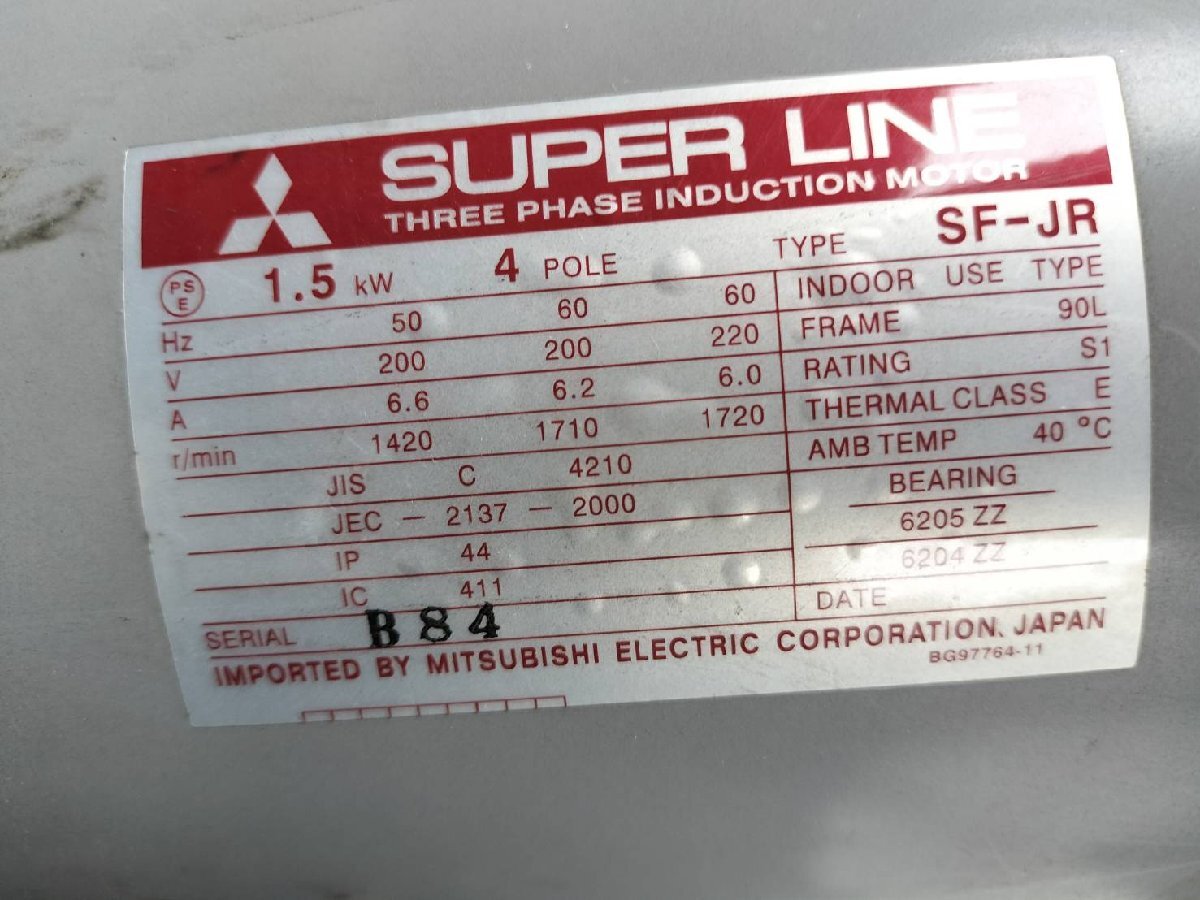 SUPER LINE
THREE PHASE INDUCTION MOTOR
PS E 1.5 kW 4 POLE TYPE SF-JR
Hz 50 60 60 INDOOR USE TYPE
V 200 200 220 FRAME 90L
A 6.6 6.2 6.0 RATING S1
r/min 1420 1710 1720 THERMAL CLASS E
JIS C 4210 AMB TEMP 40 °C
JEC - 2137 - 2000 BEARING
IP 44 6205 ZZ
IC 411 6204 ZZ
SERIAL B84 DATE
IMPORTED BY MITSUBISHI ELECTRIC CORPORATION, JAPAN
BG97764-11